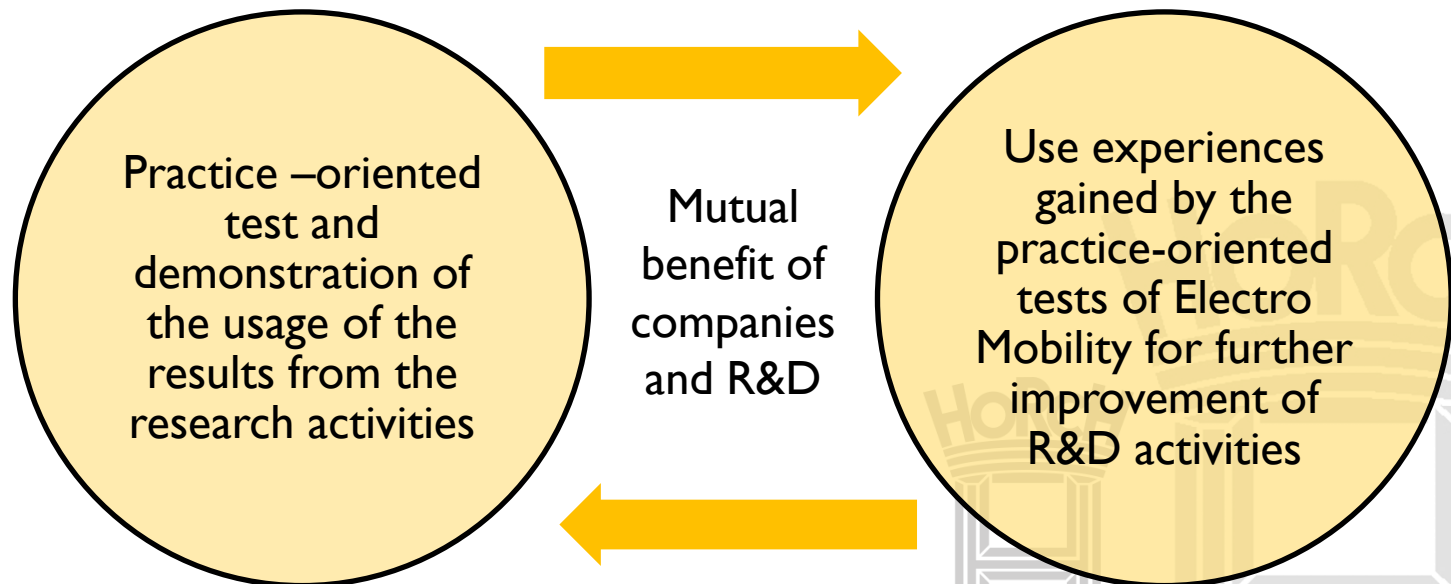 Practice –oriented
test and
demonstration of
the usage of the
results from the
research activities
Mutual
benefit of
companies
and R&D
Use experiences
gained by the
practice-oriented
tests of Electro
Mobility for further
improvement of
R&D activities